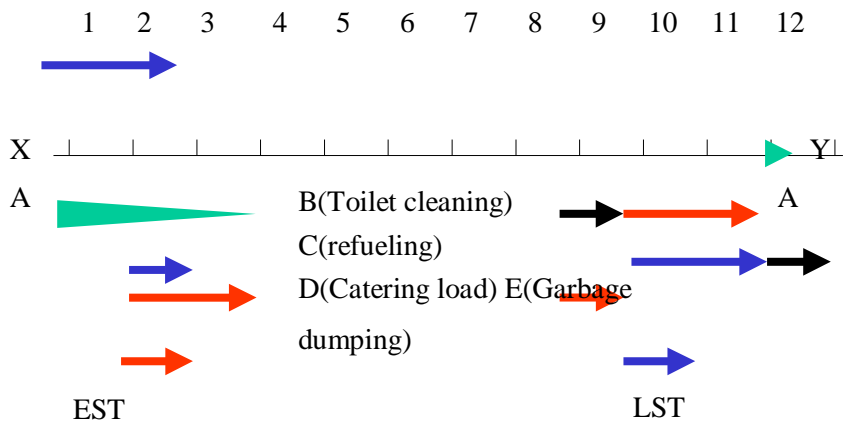 1 2 3 4 5 6 7 8 9 10 11 12
X Y
A B(Toilet cleaning) A
C(refueling)
D(Catering load) E(Garbage
dumping)
EST LST